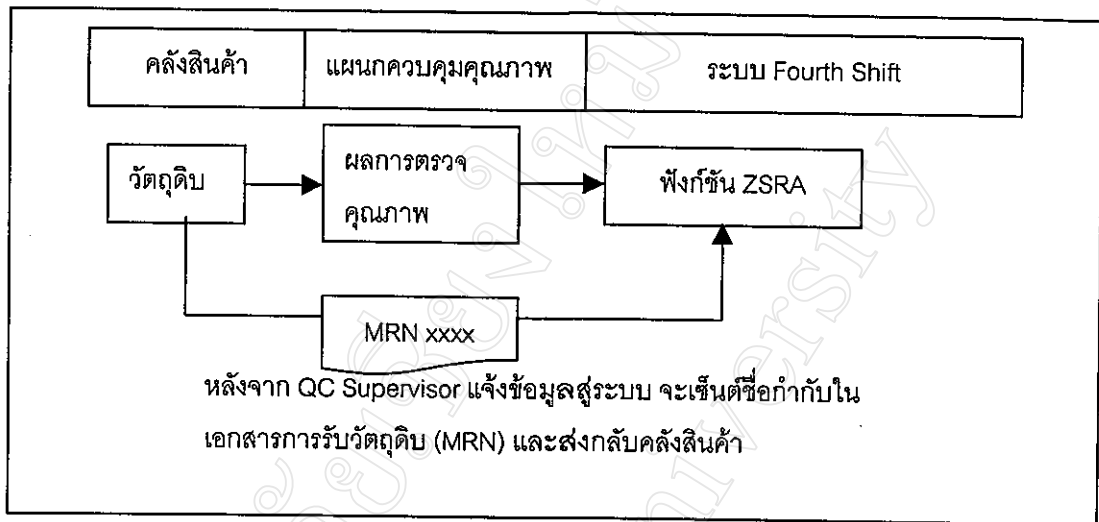 คลังสินค้า แผนกควบคุมคุณภาพ ระบบ Fourth Shift
วัตถุดิบ
ผลการตรวจ
คุณภาพ
ฟังก์ชัน ZSRA
MRN xxxx
หลังจาก QC Supervisor แจ้งข้อมูลสู่ระบบ จะเซ็นต์ชื่อกำกับใน
เอกสารการรับวัตถุดิบ (MRN) และส่งกลับคลังสินค้า